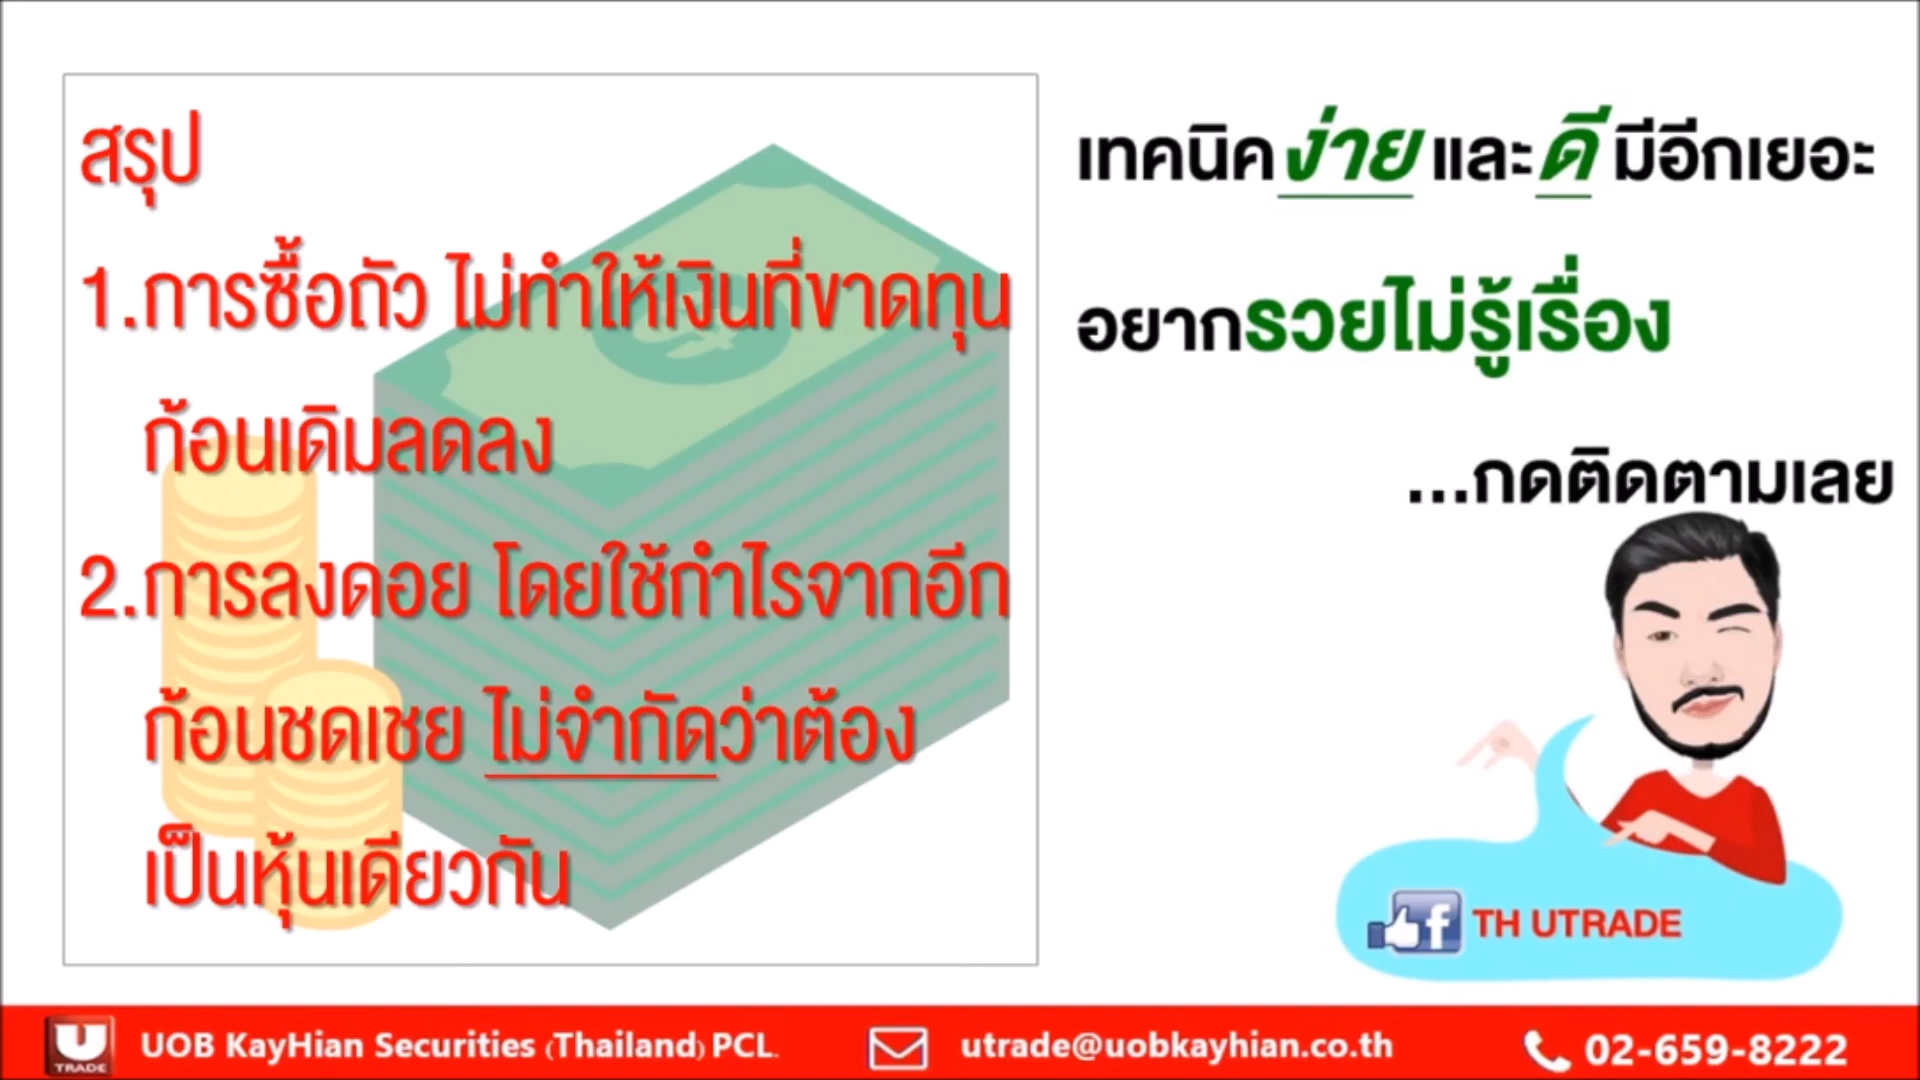 สรุป
1.การซื้อถัว ไม่ทำให้เงินที่ขาดทุน
ก้อนเดิมลดลง
2.การลงดอย โดยใช้กำไรจากอีก
ก้อนชดเชย ไม่จำกัดว่าต้อง
เป็นหุ้นเดียวกัน
เทคนิคง่าย และดี มีอีกเยอะ
อยากรวยไม่รู้เรื่อง
...กดติดตามเลย
f TH UTRADE
U TRADE
UOB KayHian Securities (Thailand) PCL.
utrade@uobkayhian.co.th
02-659-8222